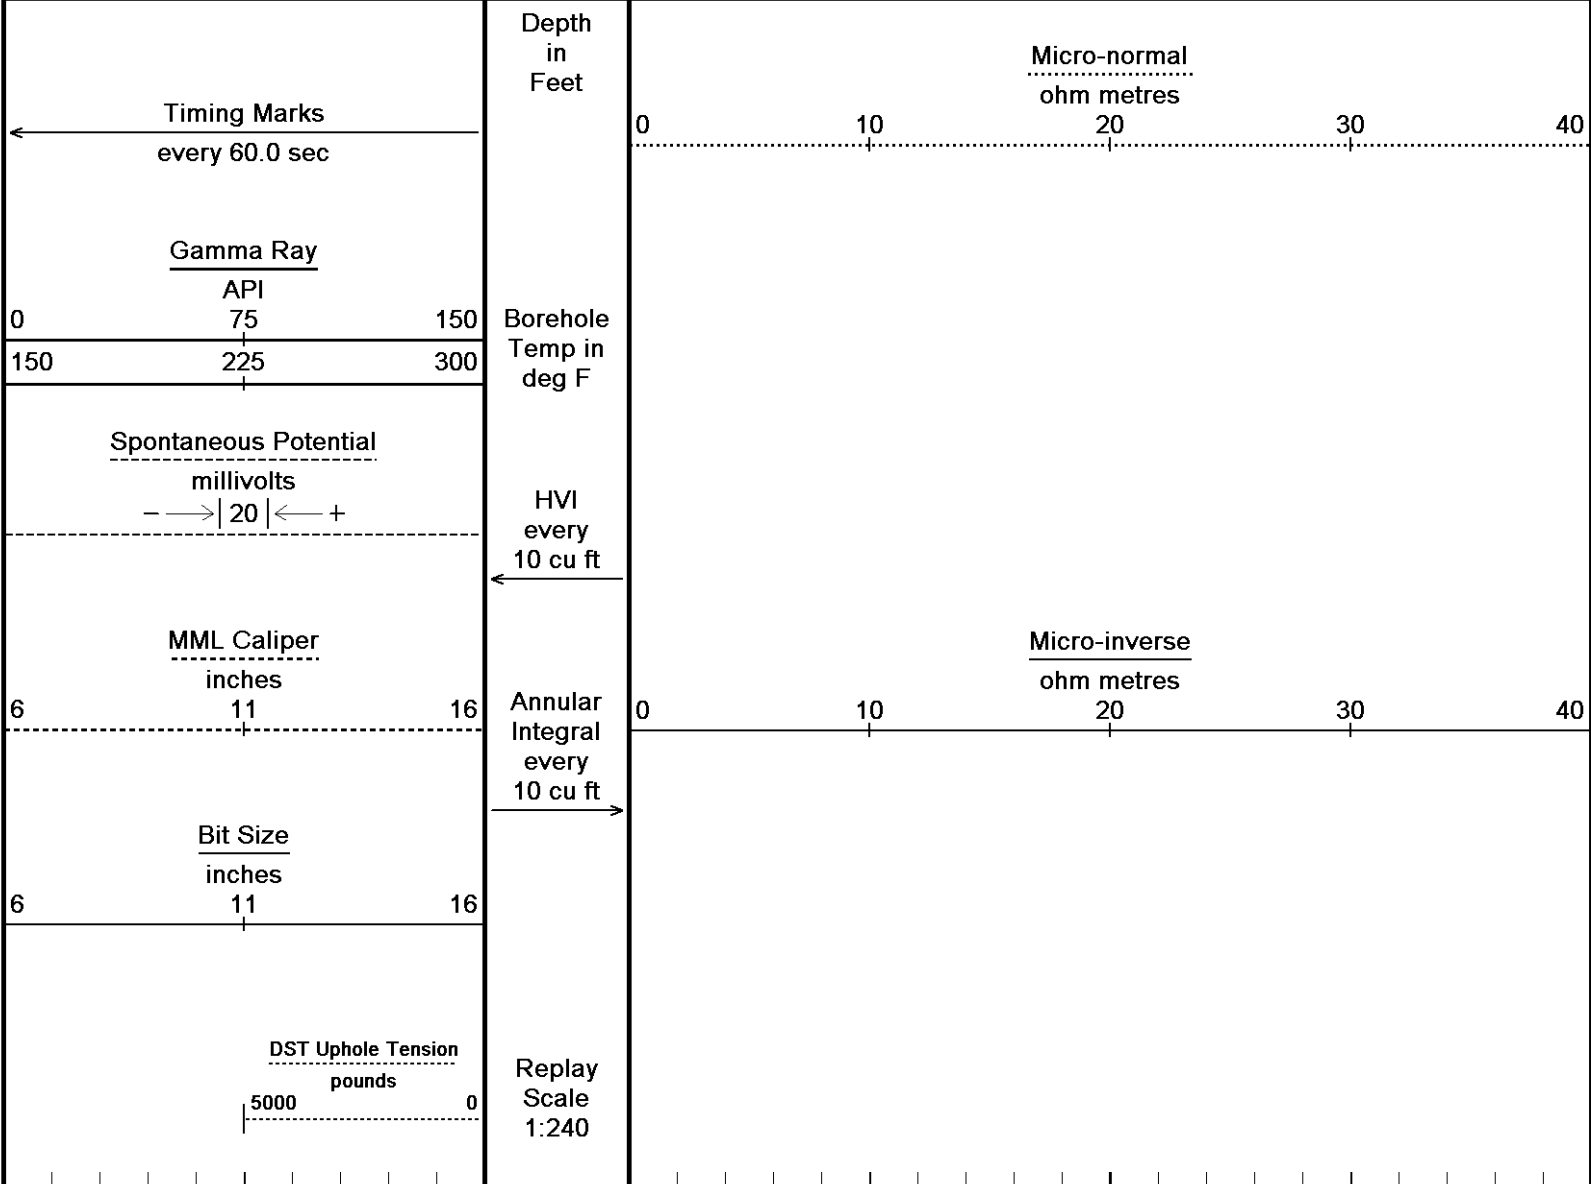 Timing Marks
every 60.0 sec
Gamma Ray
API
0 75 150
150 225 300
Spontaneous Potential
millivolts
− → | 20 | ← +
MML Caliper
inches
6 11 16
Bit Size
inches
6 11 16
DST Uphole Tension
pounds
5000 0
Depth
in
Feet
Borehole
Temp in
deg F
HVI
every
10 cu ft
Annular
Integral
every
10 cu ft
Replay
Scale
1:240
Micro-normal
ohm metres
0 10 20 30 40
Micro-inverse
ohm metres
0 10 20 30 40